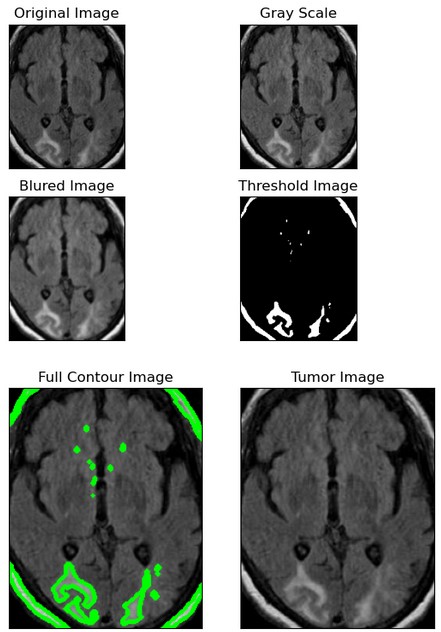 Original Image
Gray Scale
Blured Image
Threshold Image
Full Contour Image
Tumor Image